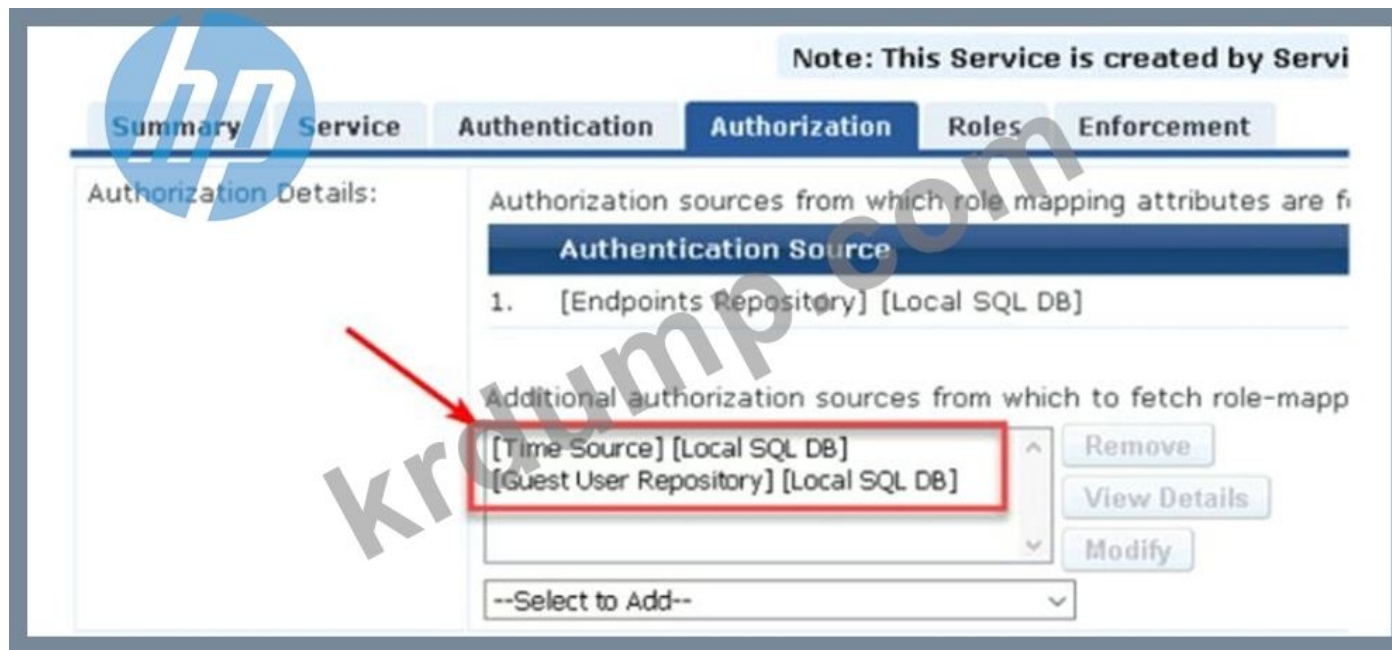 hp
Note: This Service is created by Servi
Summary Service Authentication Authorization Roles Enforcement
Authorization Details:
Authorization sources from which role mapping attributes are f
Authentication Source
1. [Endpoints Repository] [Local SQL DB]
Additional authorization sources from which to fetch role-mapp
[Time Source] [Local SQL DB]
[Guest User Repository] [Local SQL DB]
Remove
View Details
Modify
--Select to Add--
krdump.com